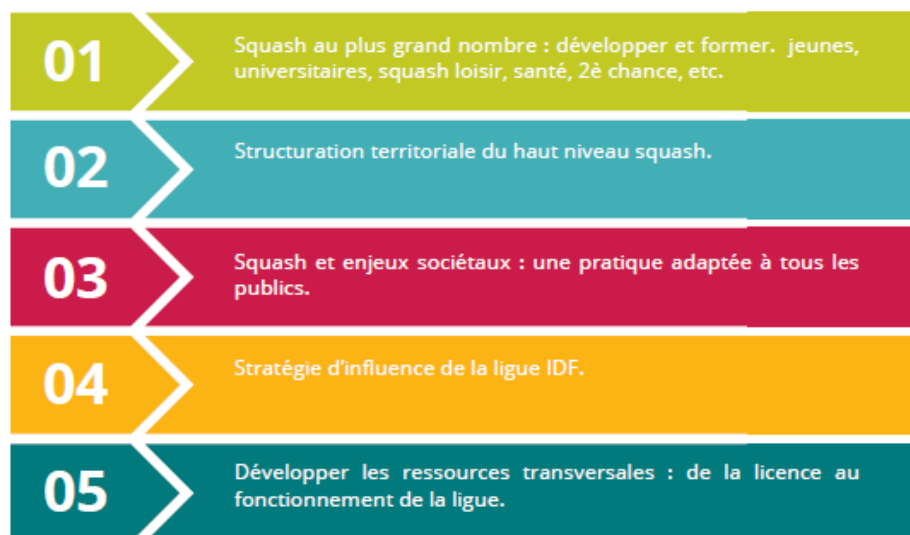 01
Squash au plus grand nombre : développer et former. jeunes,
universitaires, squash loisir, santé, 2è chance, etc.
02
Structuration territoriale du haut niveau squash.
03
Squash et enjeux sociétaux : une pratique adaptée à tous les
publics.
04
Stratégie d'influence de la ligue IDF.
05
Développer les ressources transversales : de la licence au
fonctionnement de la ligue.